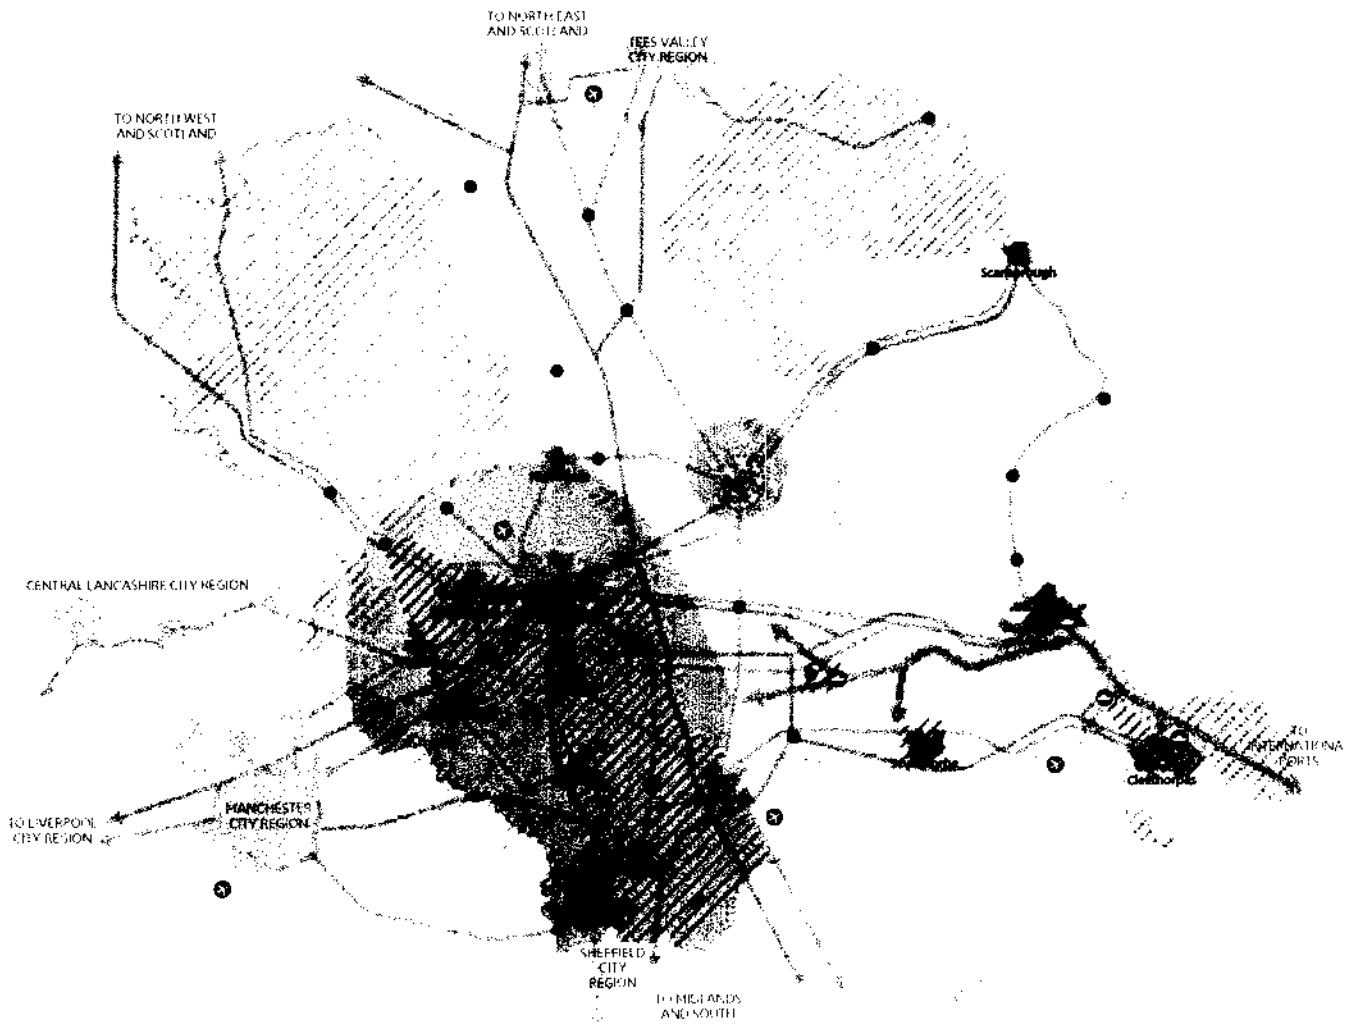 TO NORTH EAST
AND SCOTLAND
TEES VALLEY
CITY REGION
TO NORTH WEST
AND SCOTLAND
Scarborough
CENTRAL LANCASHIRE CITY REGION
TO
INTERNATIONA
PORTS
Cleethorpes
MANCHESTER
CITY REGION
TO LIVERPOOL
CITY REGION
SHEFFIELD
CITY
REGION
TO MIDLANDS
AND SOUTH